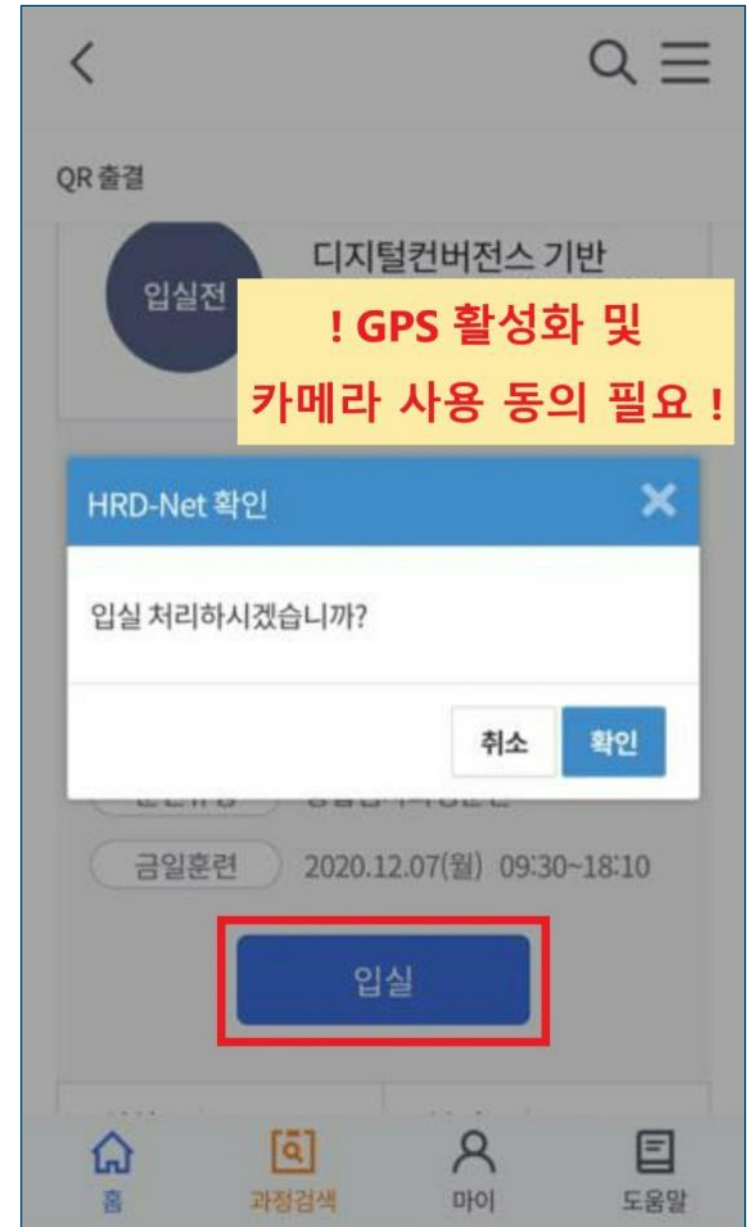 QR 출결
입실전
디지털컨버전스 기반
! GPS 활성화 및
카메라 사용 동의 필요 !
HRD-Net 확인
입실 처리하시겠습니까?
취소
확인
금일훈련
2020.12.07(월) 09:30~18:10
입실
홈
과정검색
마이
도움말